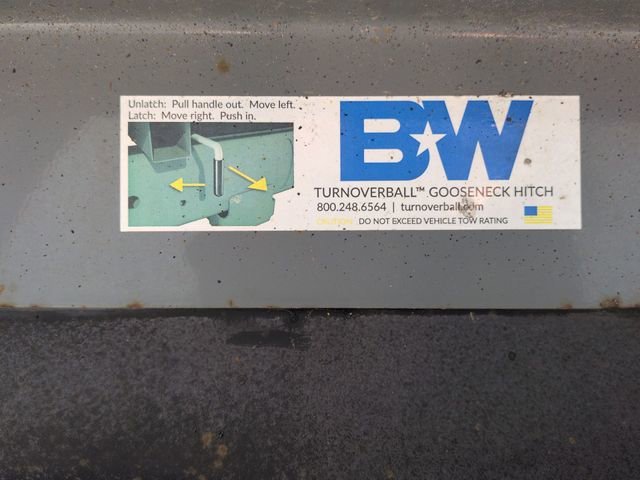 Unlatch: Pull handle out. Move left.
Latch: Move right. Push in.
BW
TURNOVERBALL™ GOOSENECK HITCH
800.248.6564 | turnoverball.com
CAUTION: DO NOT EXCEED VEHICLE TOW RATING